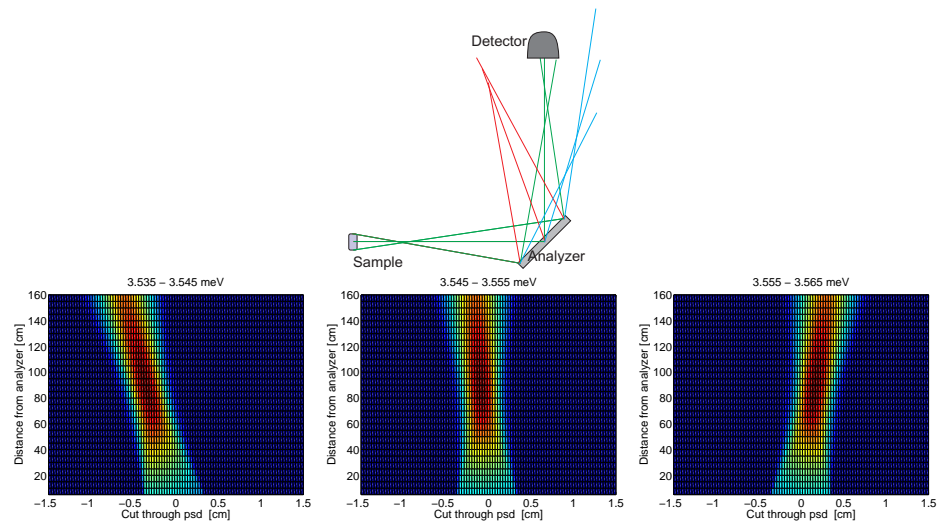 Detector
Sample
Analyzer
3.535 – 3.545 meV
3.545 – 3.555 meV
3.555 – 3.565 meV
Distance from analyzer [cm]
160
140
120
100
80
60
40
20
−1.5 −1 −0.5 0 0.5 1 1.5
Cut through psd [cm]
Distance from analyzer [cm]
160
140
120
100
80
60
40
20
−1.5 −1 −0.5 0 0.5 1 1.5
Cut through psd [cm]
Distance from analyzer [cm]
160
140
120
100
80
60
40
20
−1.5 −1 −0.5 0 0.5 1 1.5
Cut through psd [cm]